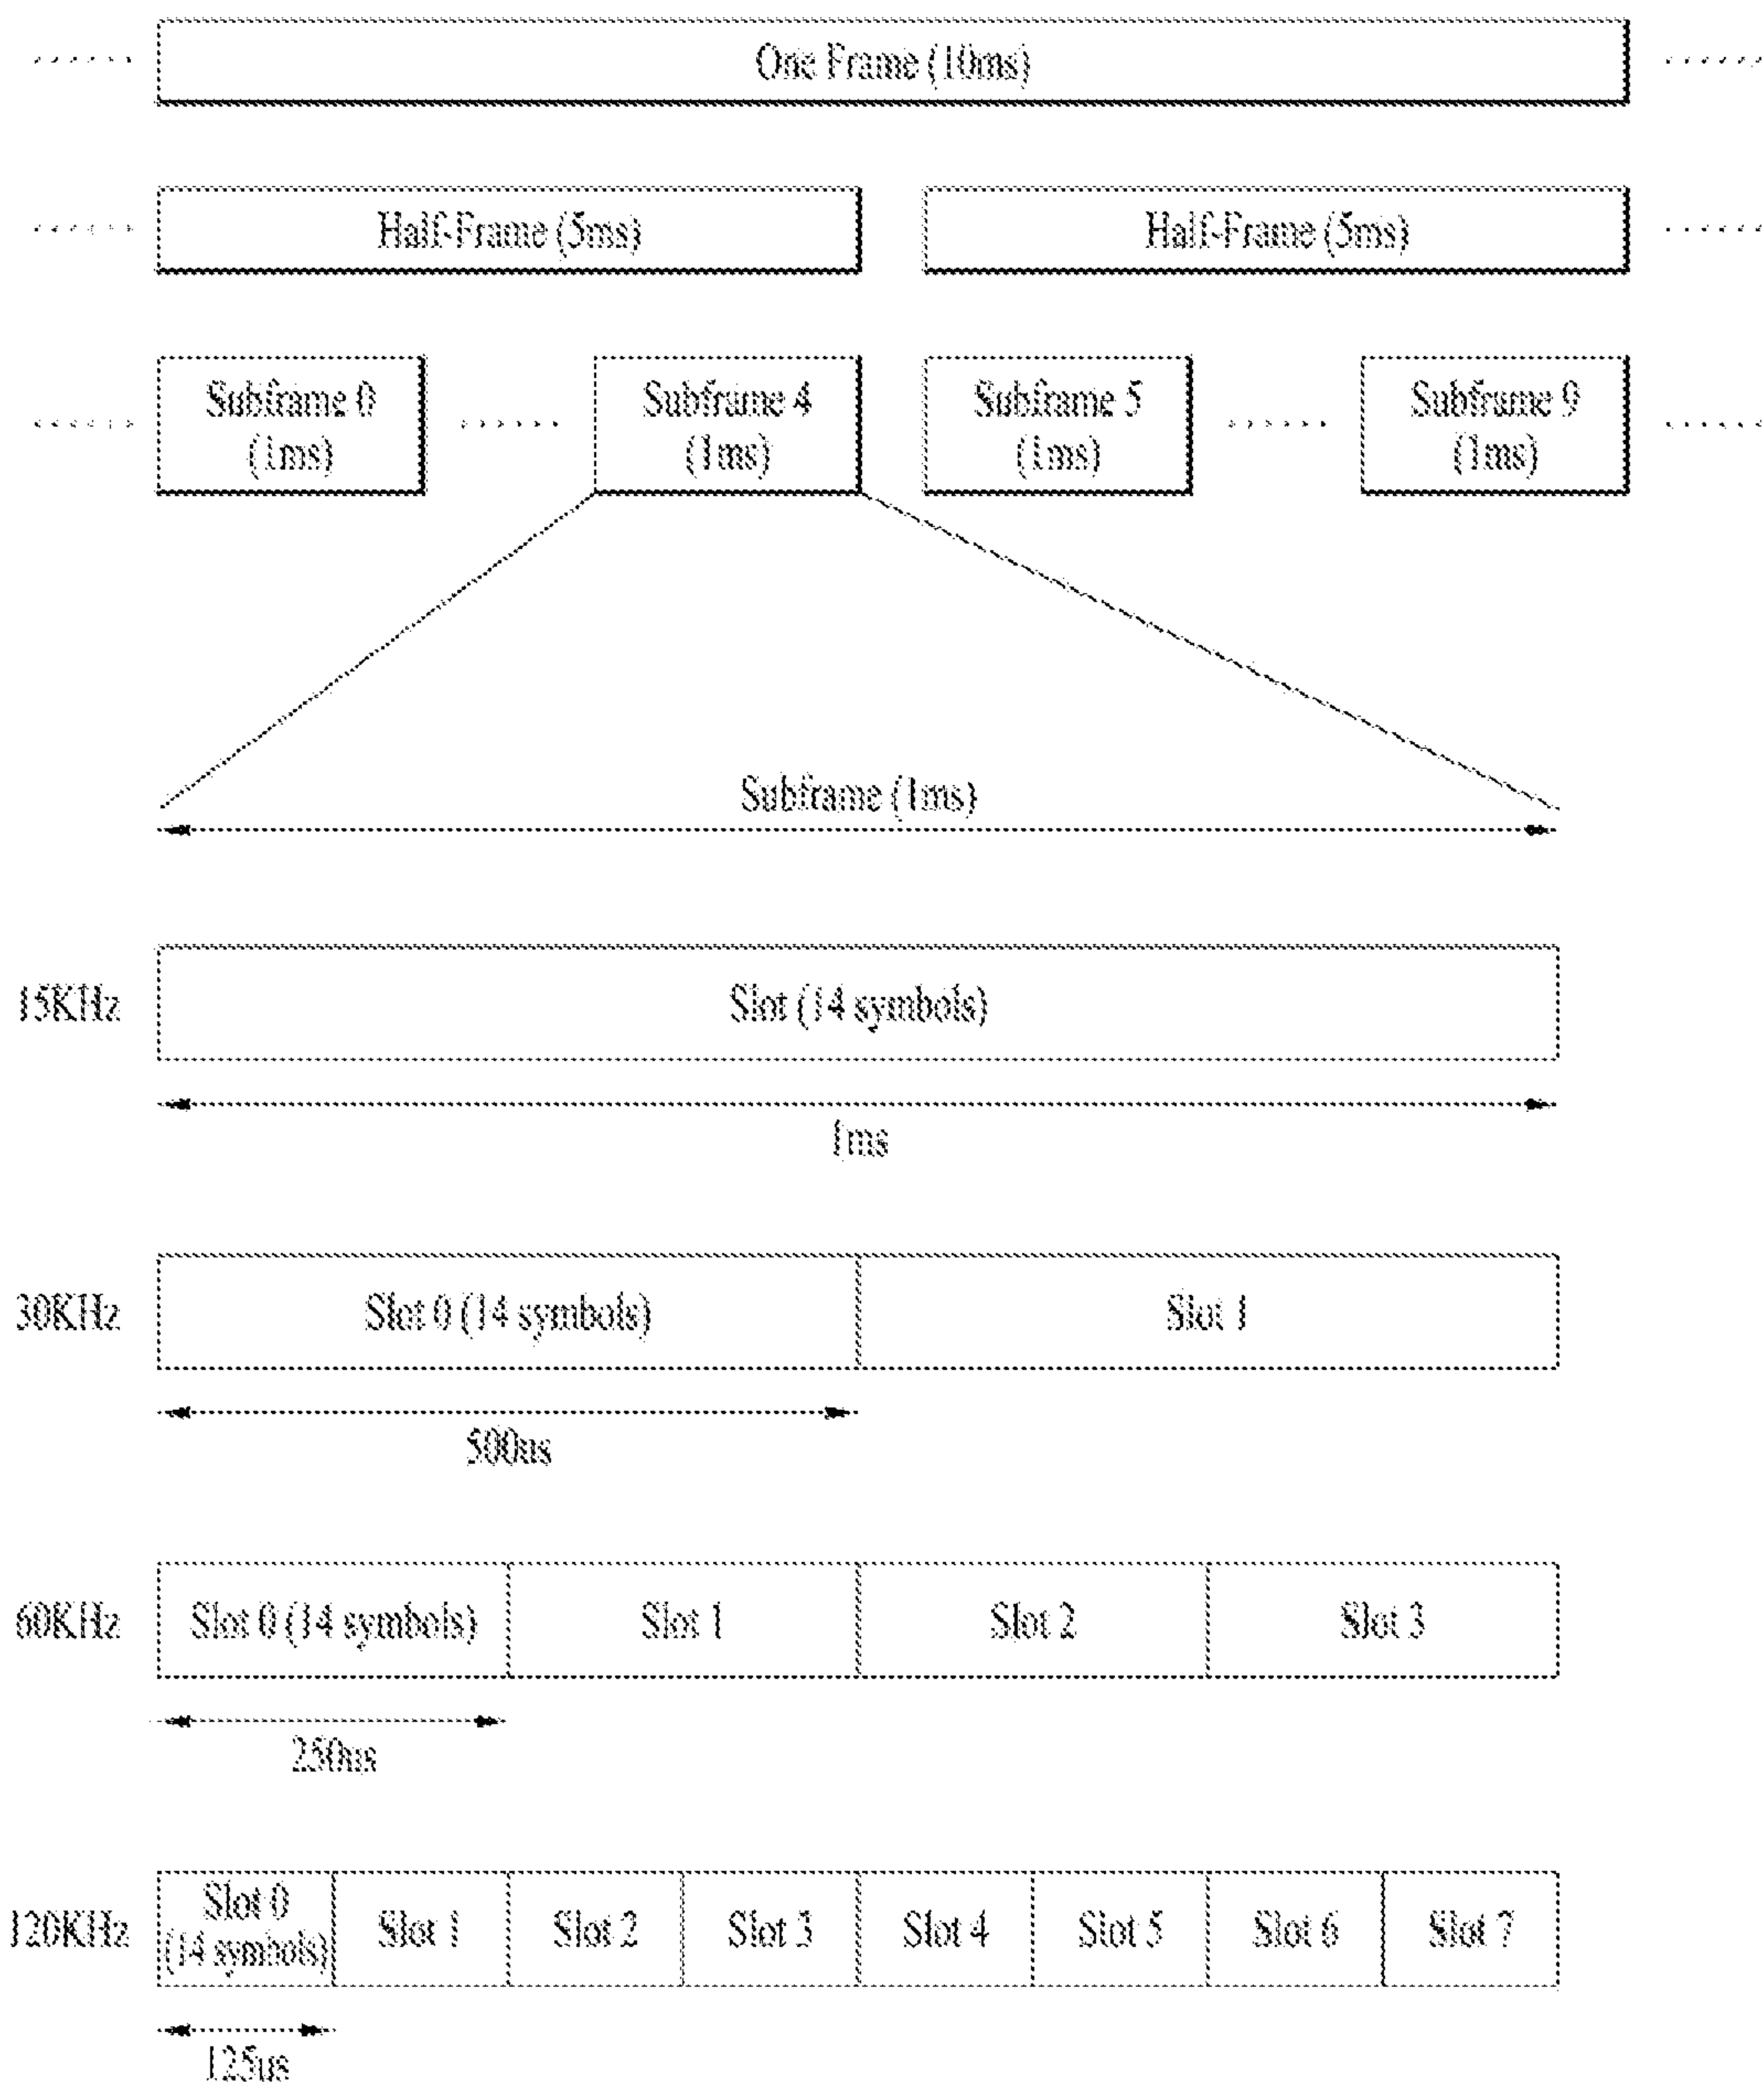 One Frame (10ms)
Half-Frame (5ms)
Half-Frame (5ms)
Subframe 0
(1ms)
Subframe 4
(1ms)
Subframe 5
(1ms)
Subframe 9
(1ms)
Subframe (1ms)
15KHz
Slot (14 symbols)
1ms
30KHz
Slot 0 (14 symbols)
Slot 1
500us
60KHz
Slot 0 (14 symbols)
Slot 1
Slot 2
Slot 3
250us
120KHz
Slot 0
(14 symbols)
Slot 1
Slot 2
Slot 3
Slot 4
Slot 5
Slot 6
Slot 7
125us